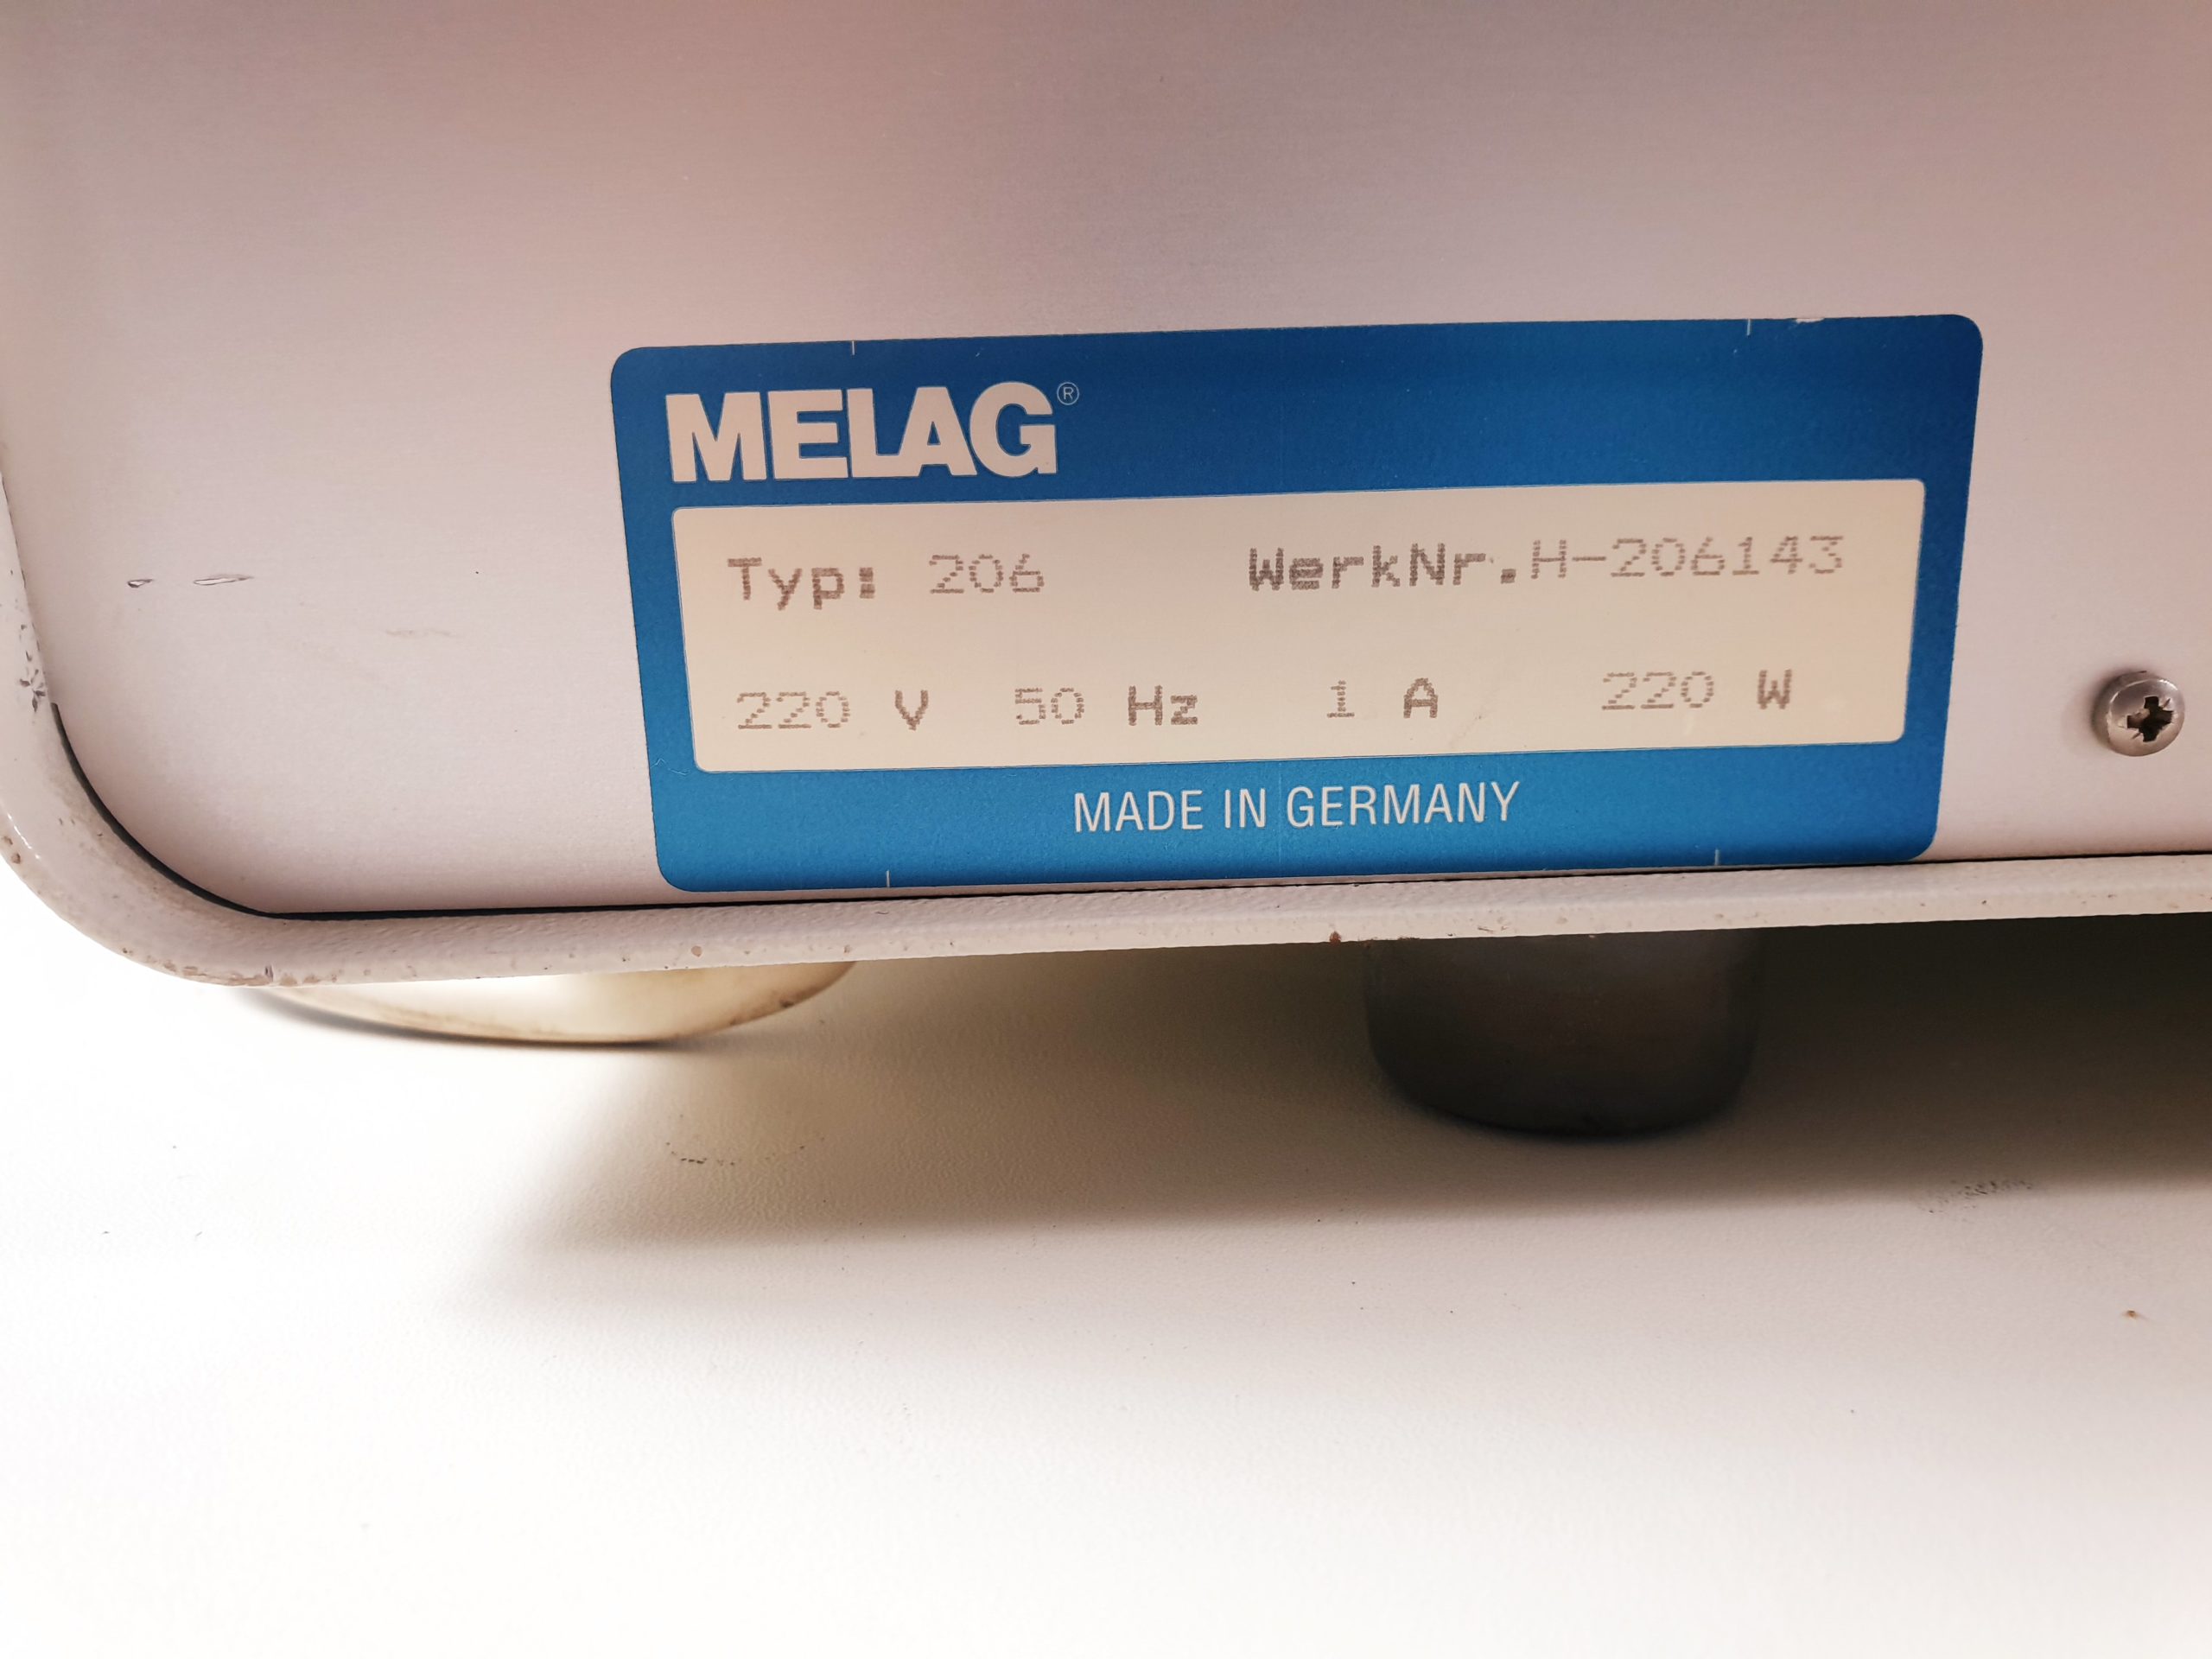 MELAG®
Typ: 206 WerkNr.H-206143
220 V 50 Hz 1 A 220 W
MADE IN GERMANY